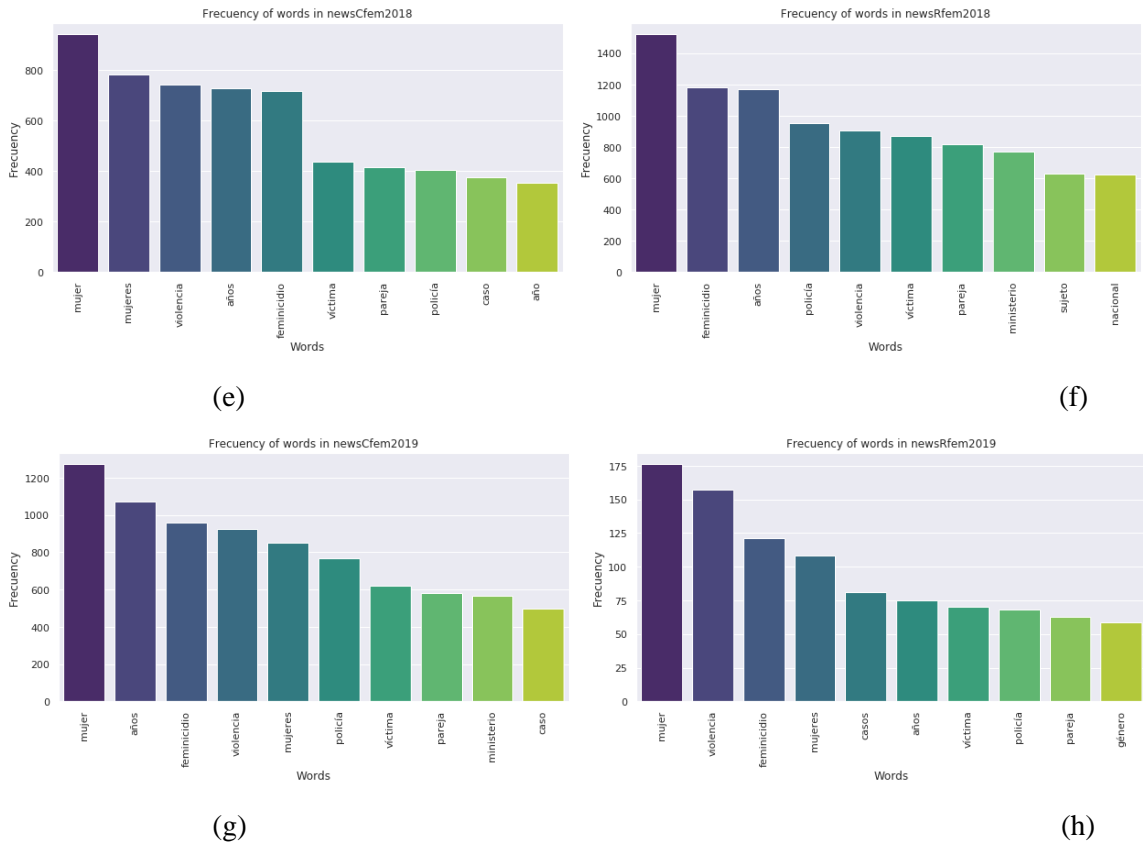 Frecuency of words in newsCfem2018
Frecuency
800
600
400
200
0
mujer
mujeres
violencia
años
feminicidio
víctima
pareja
policía
caso
año
Words
(e)
Frecuency of words in newsRfem2018
Frecuency
1400
1200
1000
800
600
400
200
0
mujer
feminicidio
años
policía
violencia
víctima
pareja
ministerio
sujeto
nacional
Words
(f)
Frecuency of words in newsCfem2019
Frecuency
1200
1000
800
600
400
200
0
mujer
años
feminicidio
violencia
mujeres
policía
víctima
pareja
ministerio
caso
Words
(g)
Frecuency of words in newsRfem2019
Frecuency
175
150
125
100
75
50
25
0
mujer
violencia
feminicidio
mujeres
casos
años
víctima
policía
pareja
género
Words
(h)